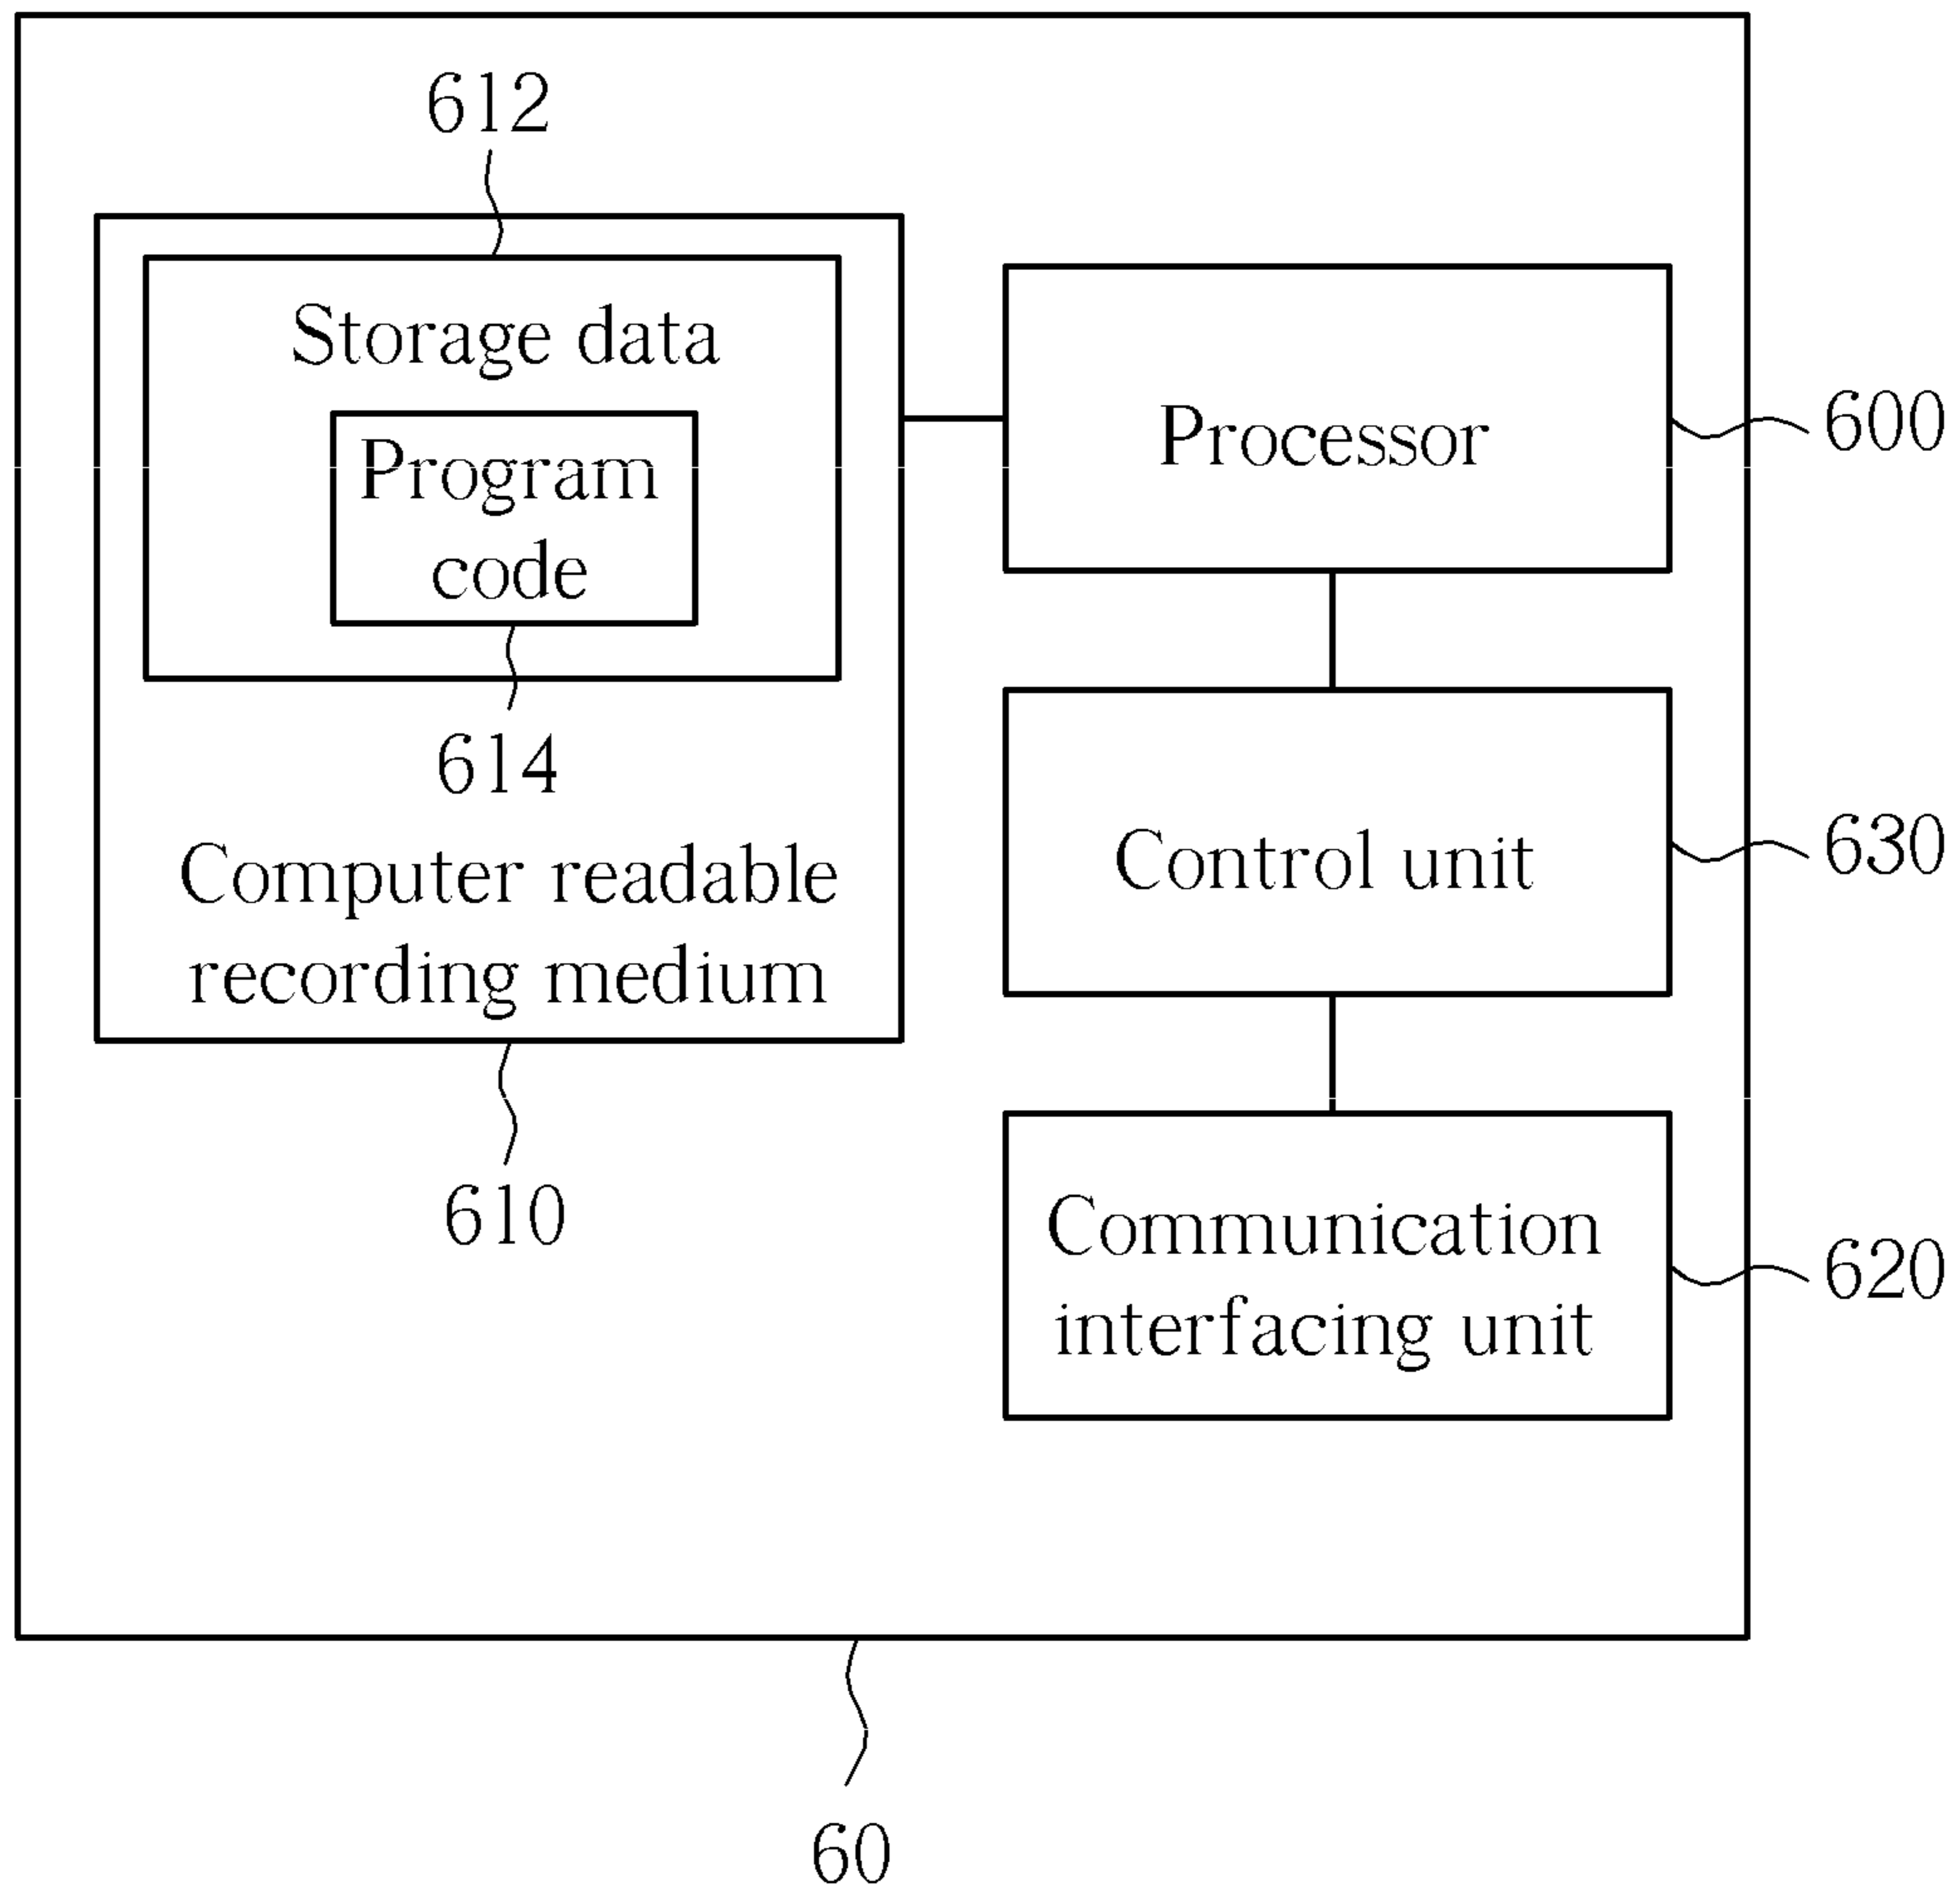 612
Storage data
Program
code
614
Computer readable
recording medium
610
Processor
600
Control unit
630
Communication
interfacing unit
620
60